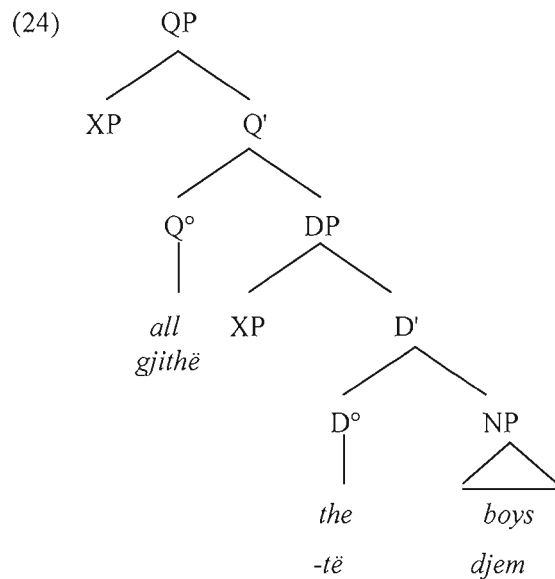 (24) QP
XP Q'
Q° DP
all XP D'
gjithë
D° NP
the boys
-të djem